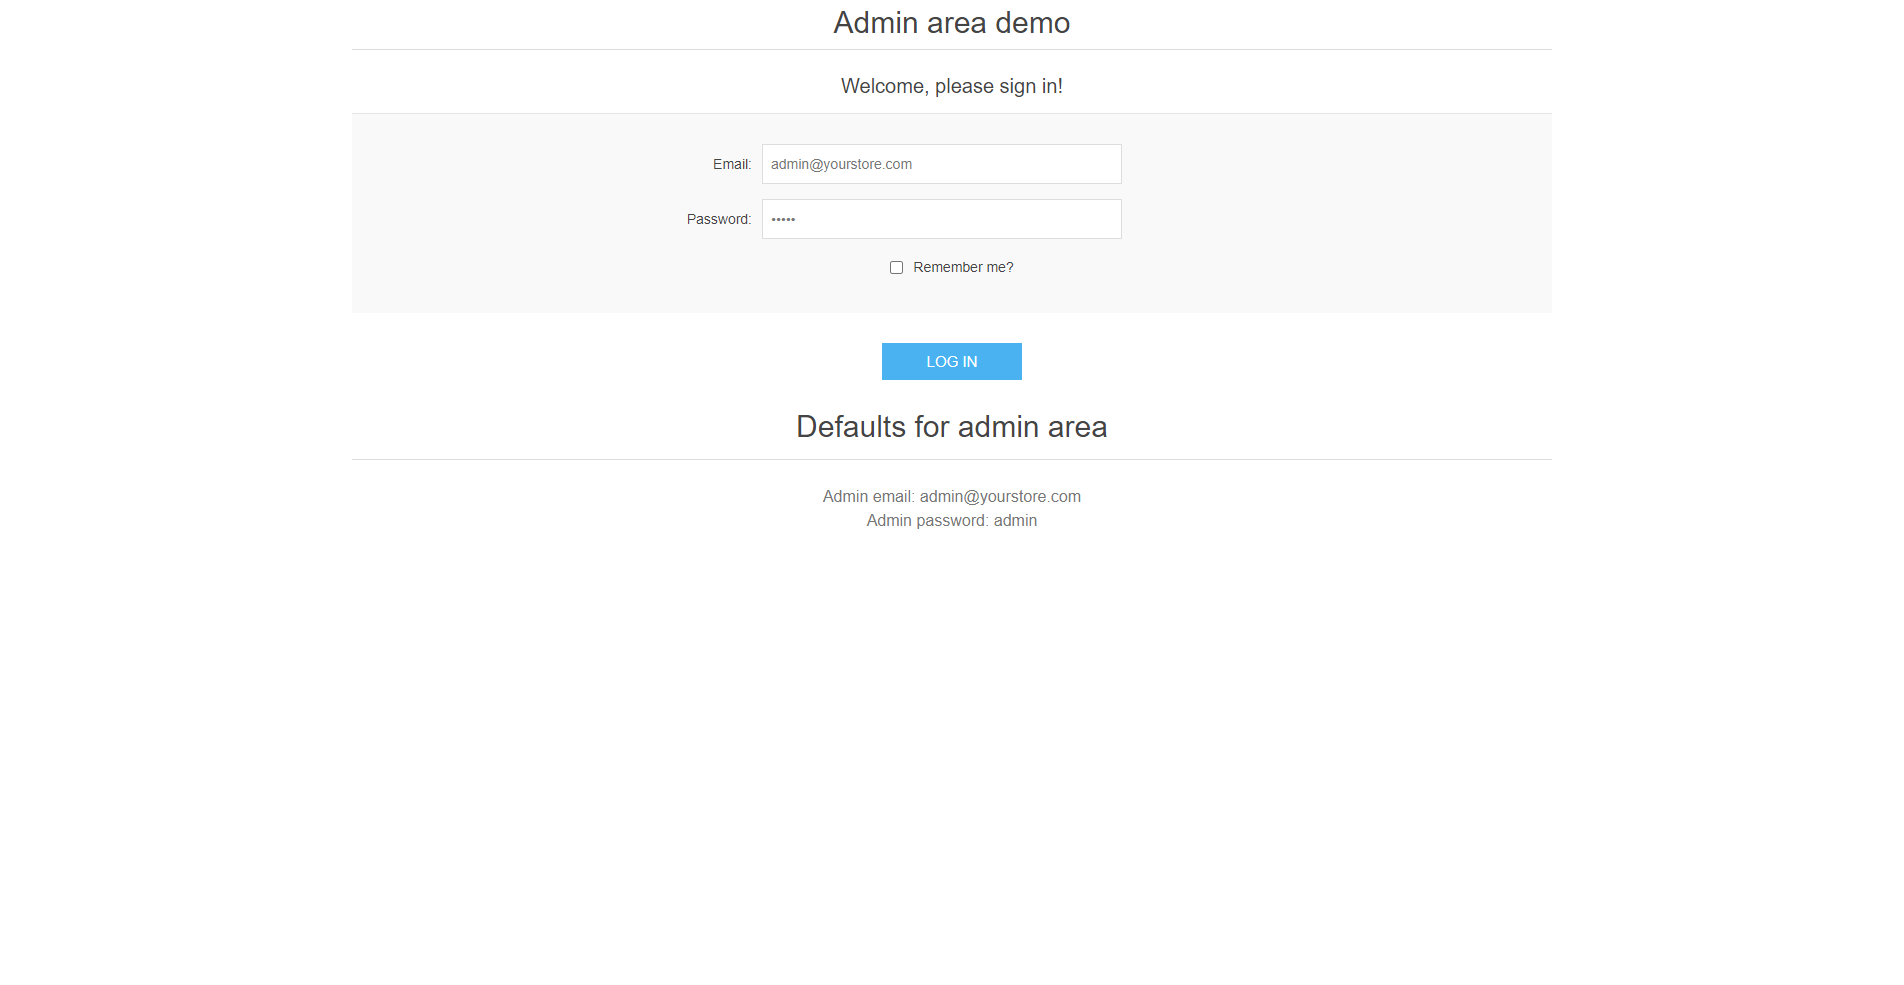 Admin area demo
Welcome, please sign in!
Email: admin@yourstore.com
Password: •••••
Remember me?
LOG IN
Defaults for admin area
Admin email: admin@yourstore.com
Admin password: admin